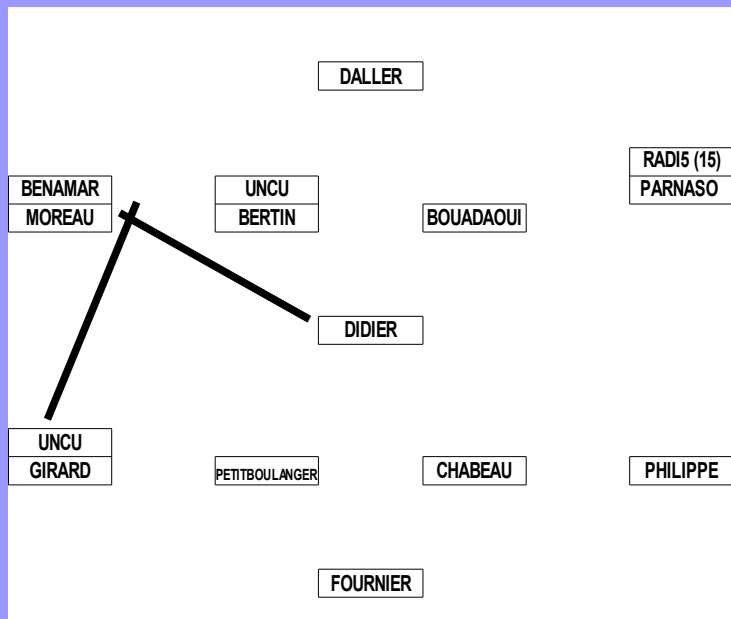 DALLER
RADI5 (15)
BENAMAR
UNCU
PARNASO
MOREAU
BERTIN
BOUADAOUI
DIDIER
UNCU
GIRARD
PETITBOULANGER
CHABEAU
PHILIPPE
FOURNIER